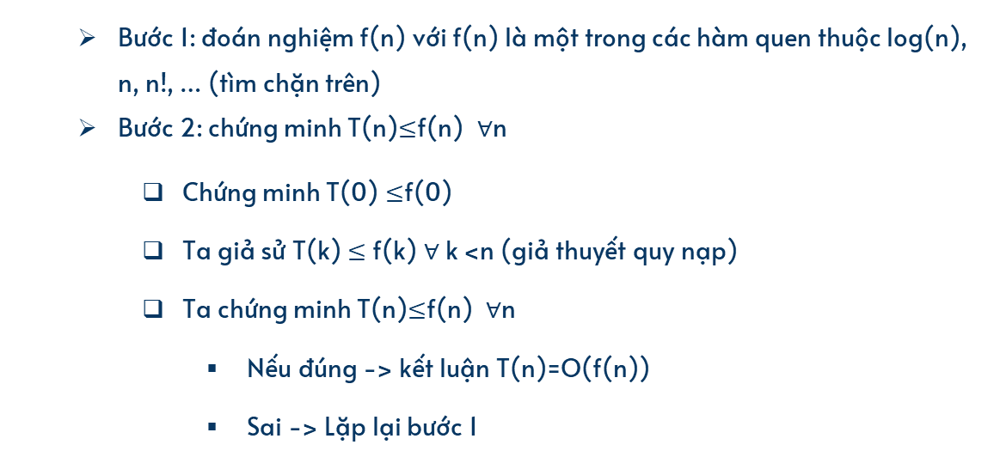 ➢ Bước 1: đoán nghiệm f(n) với f(n) là một trong các hàm quen thuộc log(n),
n, n!, ... (tìm chặn trên)
➢ Bước 2: chứng minh T(n)≤f(n) ∀n
❑ Chứng minh T(0) ≤f(0)
❑ Ta giả sử T(k) ≤ f(k) ∀ k <n (giả thuyết quy nạp)
❑ Ta chứng minh T(n)≤f(n) ∀n
▪ Nếu đúng -> kết luận T(n)=O(f(n))
▪ Sai -> Lặp lại bước 1